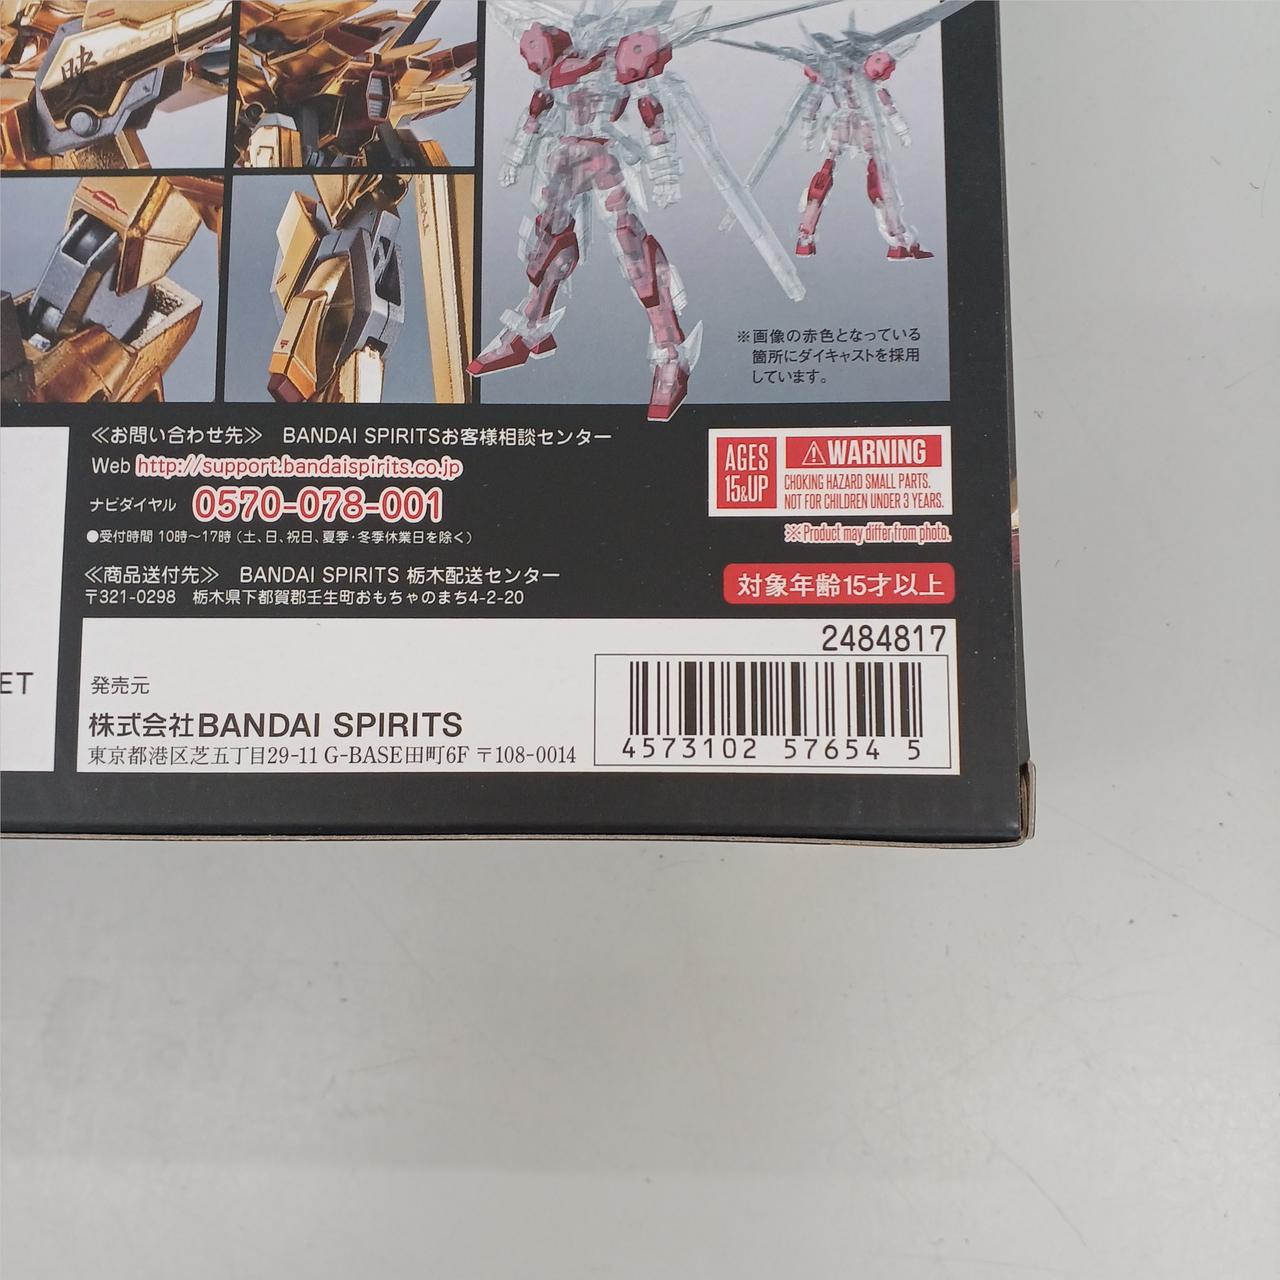 映
TYPE
※画像の赤色となっている
箇所にダイキャストを採用
しています。
≪お問い合わせ先≫ BANDAI SPIRITSお客様相談センター
Web http://support.bandaispirits.co.jp
ナビダイヤル 0570-078-001
●受付時間 10時～17時（土、日、祝日、夏季・冬季休業日を除く）
≪商品送付先≫ BANDAI SPIRITS 栃木配送センター
〒321-0298 栃木県下都賀郡壬生町おもちゃのまち4-2-20
AGES
15&UP
⚠WARNING
CHOKING HAZARD SMALL PARTS.
NOT FOR CHILDREN UNDER 3 YEARS.
※Product may differ from photo.
対象年齢15才以上
ET
発売元
株式会社BANDAI SPIRITS
東京都港区芝五丁目29-11 G-BASE田町6F 〒108-0014
2484817
4573102 57654 5